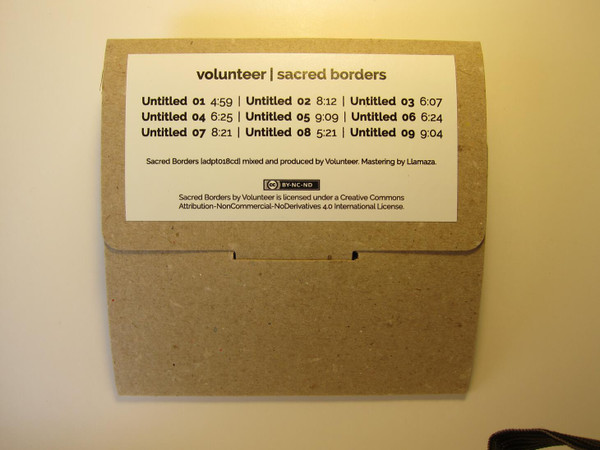 volunteer | sacred borders
Untitled 01 4:59 | Untitled 02 8:12 | Untitled 03 6:07
Untitled 04 6:25 | Untitled 05 9:09 | Untitled 06 6:24
Untitled 07 8:21 | Untitled 08 5:21 | Untitled 09 9:04
Sacred Borders [adpt018cd] mixed and produced by Volunteer. Mastering by Llamaza.
cc BY-NC-ND
Sacred Borders by Volunteer is licensed under a Creative Commons
Attribution-NonCommercial-NoDerivatives 4.0 International License.